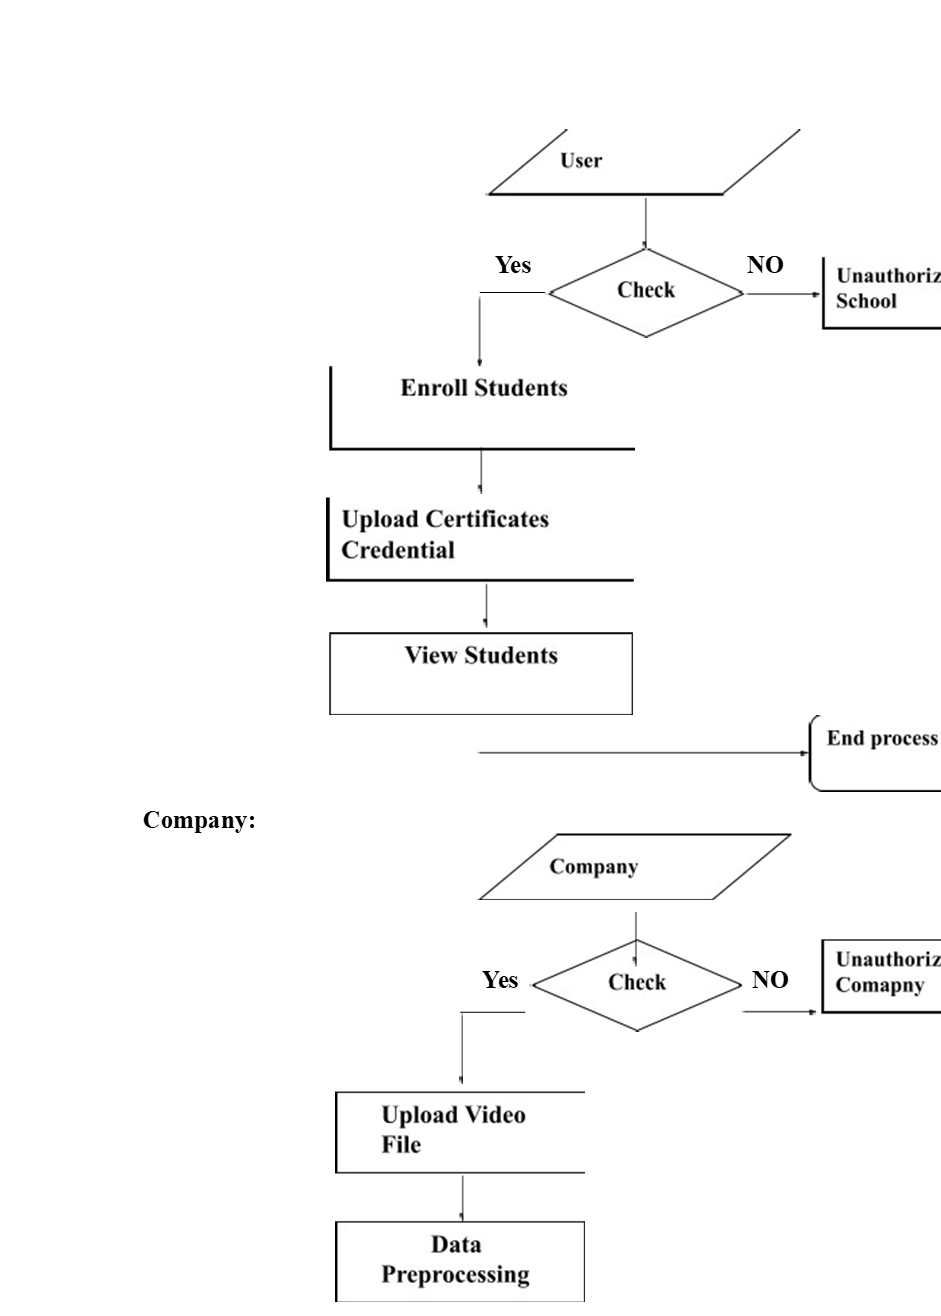 User
Yes
NO
Check
Unauthoriz
School
Enroll Students
Upload Certificates
Credential
View Students
End process
Company:
Company
Yes
Check
NO
Unauthoriz
Comapny
Upload Video
File
Data
Preprocessing